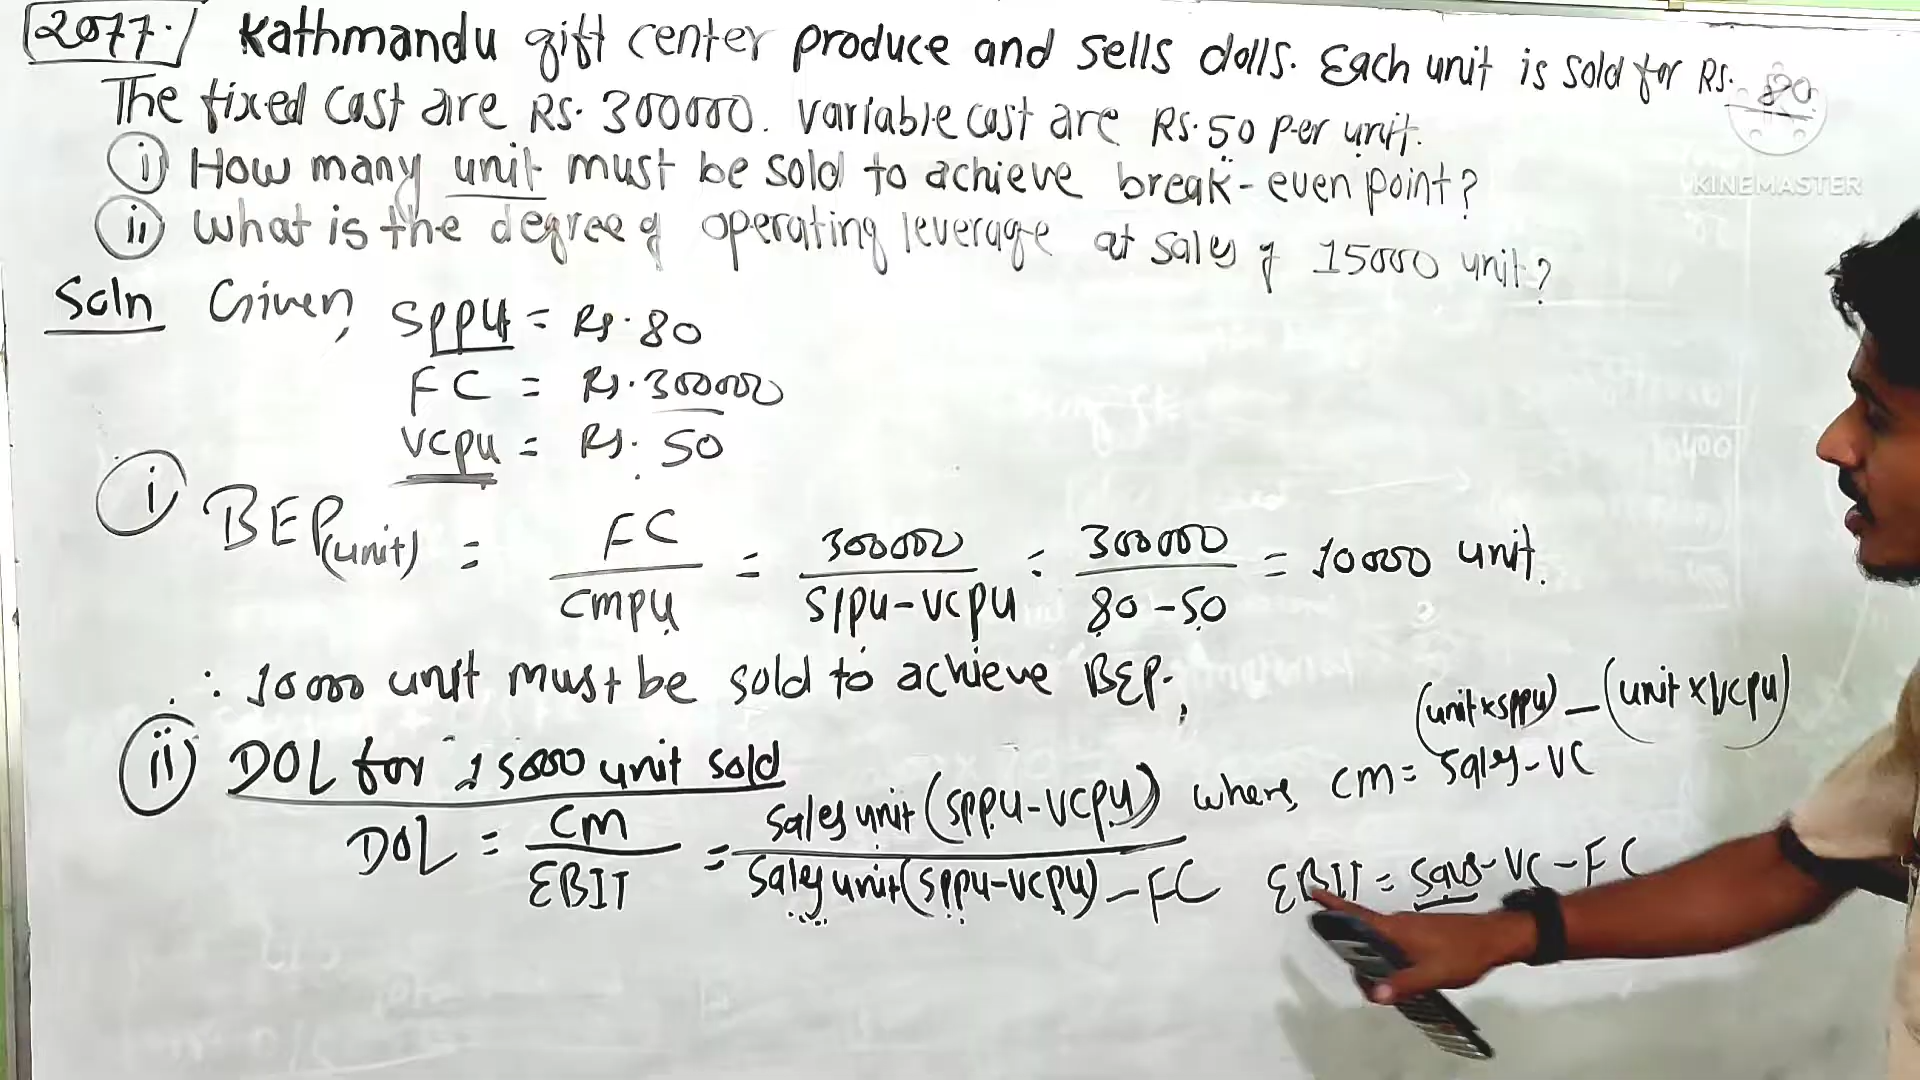 2077. Kathmandu gift center produce and sells dolls. Each unit is sold for Rs. 80.
The fixed cost are Rs. 300000. variable cost are Rs. 50 per unit.
i) How many unit must be sold to achieve break-even point?
ii) What is the degree of operating leverage at sales of 15000 unit?
KINEMASTER
Soln Given, SPPU = Rs. 80
FC = Rs. 300000
VCPU = Rs. 50
i) BEP(unit) = FC / CMPU = 300000 / S/PU - VCPU = 300000 / 80 - 50 = 10000 unit.
∴ 10000 unit must be sold to achieve BEP.
(unit x SPPU) - (unit x VCPU)
ii) DOL for 15000 unit sold
DOL = CM / EBIT = Sales unit (SPPU - VCPU) / Sales unit (SPPU - VCPU) - FC where, CM = Sales - VC
EBIT = Sales - VC - FC